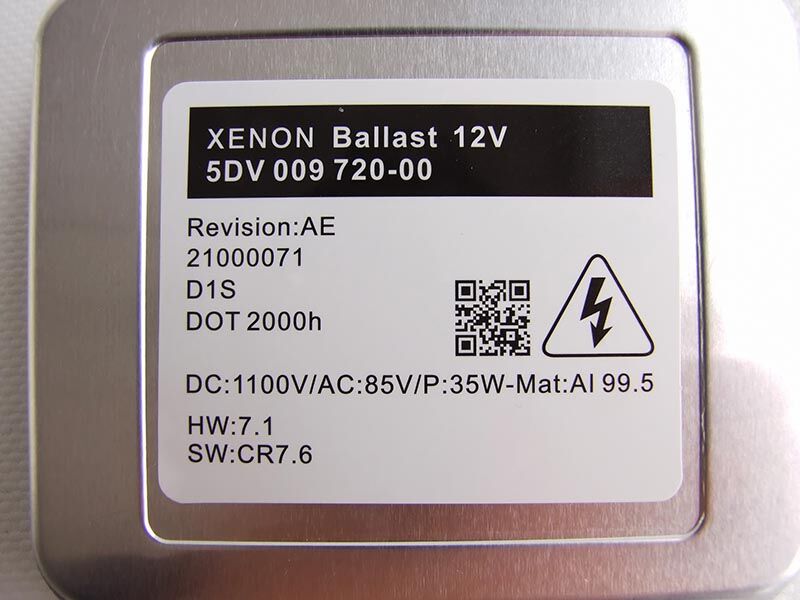 XENON Ballast 12V
5DV 009 720-00
Revision:AE
21000071
D1S
DOT 2000h
DC:1100V/AC:85V/P:35W-Mat:Al 99.5
HW:7.1
SW:CR7.6